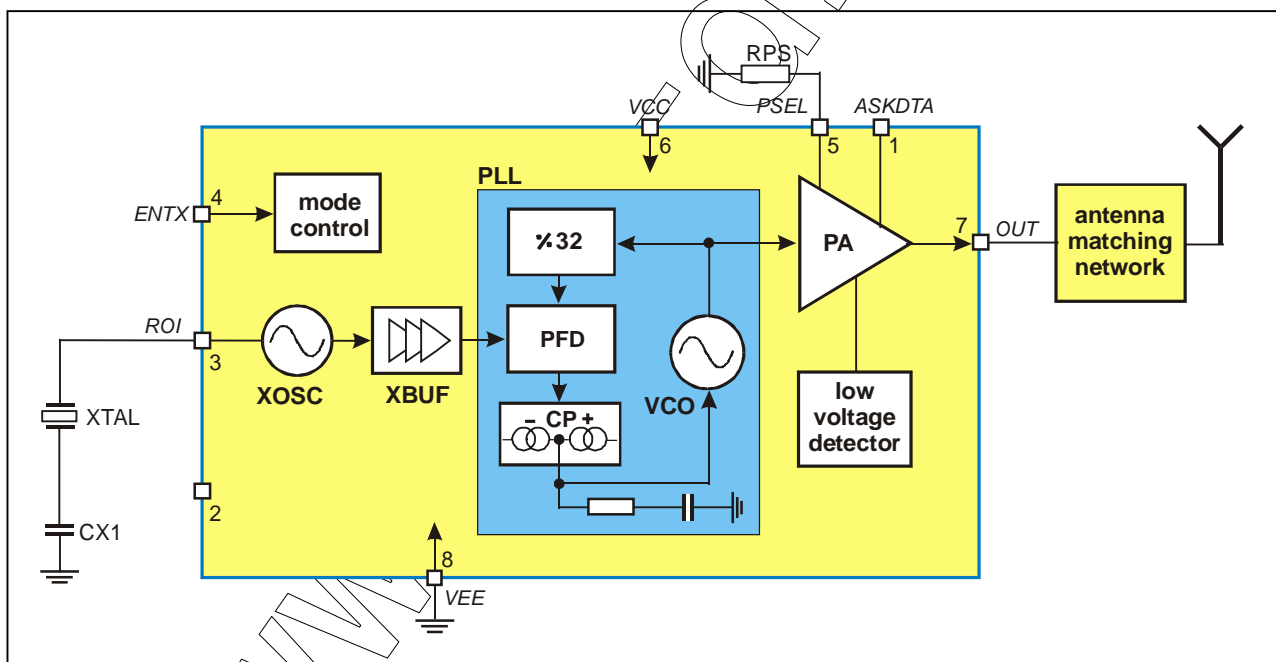 RPS
VCC
PSEL
ASKDTA
6
5
1
PLL
4
ENTX
mode
control
%32
PA
7
OUT
antenna
matching
network
ROI
3
PFD
XOSC
XBUF
VCO
low
voltage
detector
XTAL
- CP +
2
CX1
8
VEE